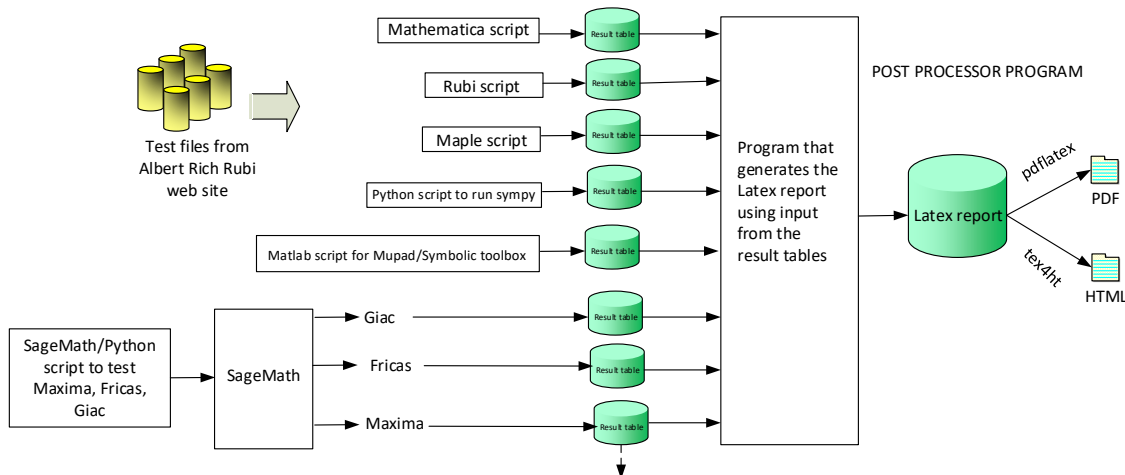 Mathematica script
Result table
Rubi script
Result table
Maple script
Result table
Python script to run sympy
Result table
Matlab script for Mupad/Symbolic toolbox
Result table
Test files from
Albert Rich Rubi
web site
SageMath/Python
script to test
Maxima, Fricas,
Giac
SageMath
Giac
Result table
Fricas
Result table
Maxima
Result table
Program that
generates the
Latex report
using input
from the
result tables
POST PROCESSOR PROGRAM
Latex report
pdflatex
PDF
tex4ht
HTML